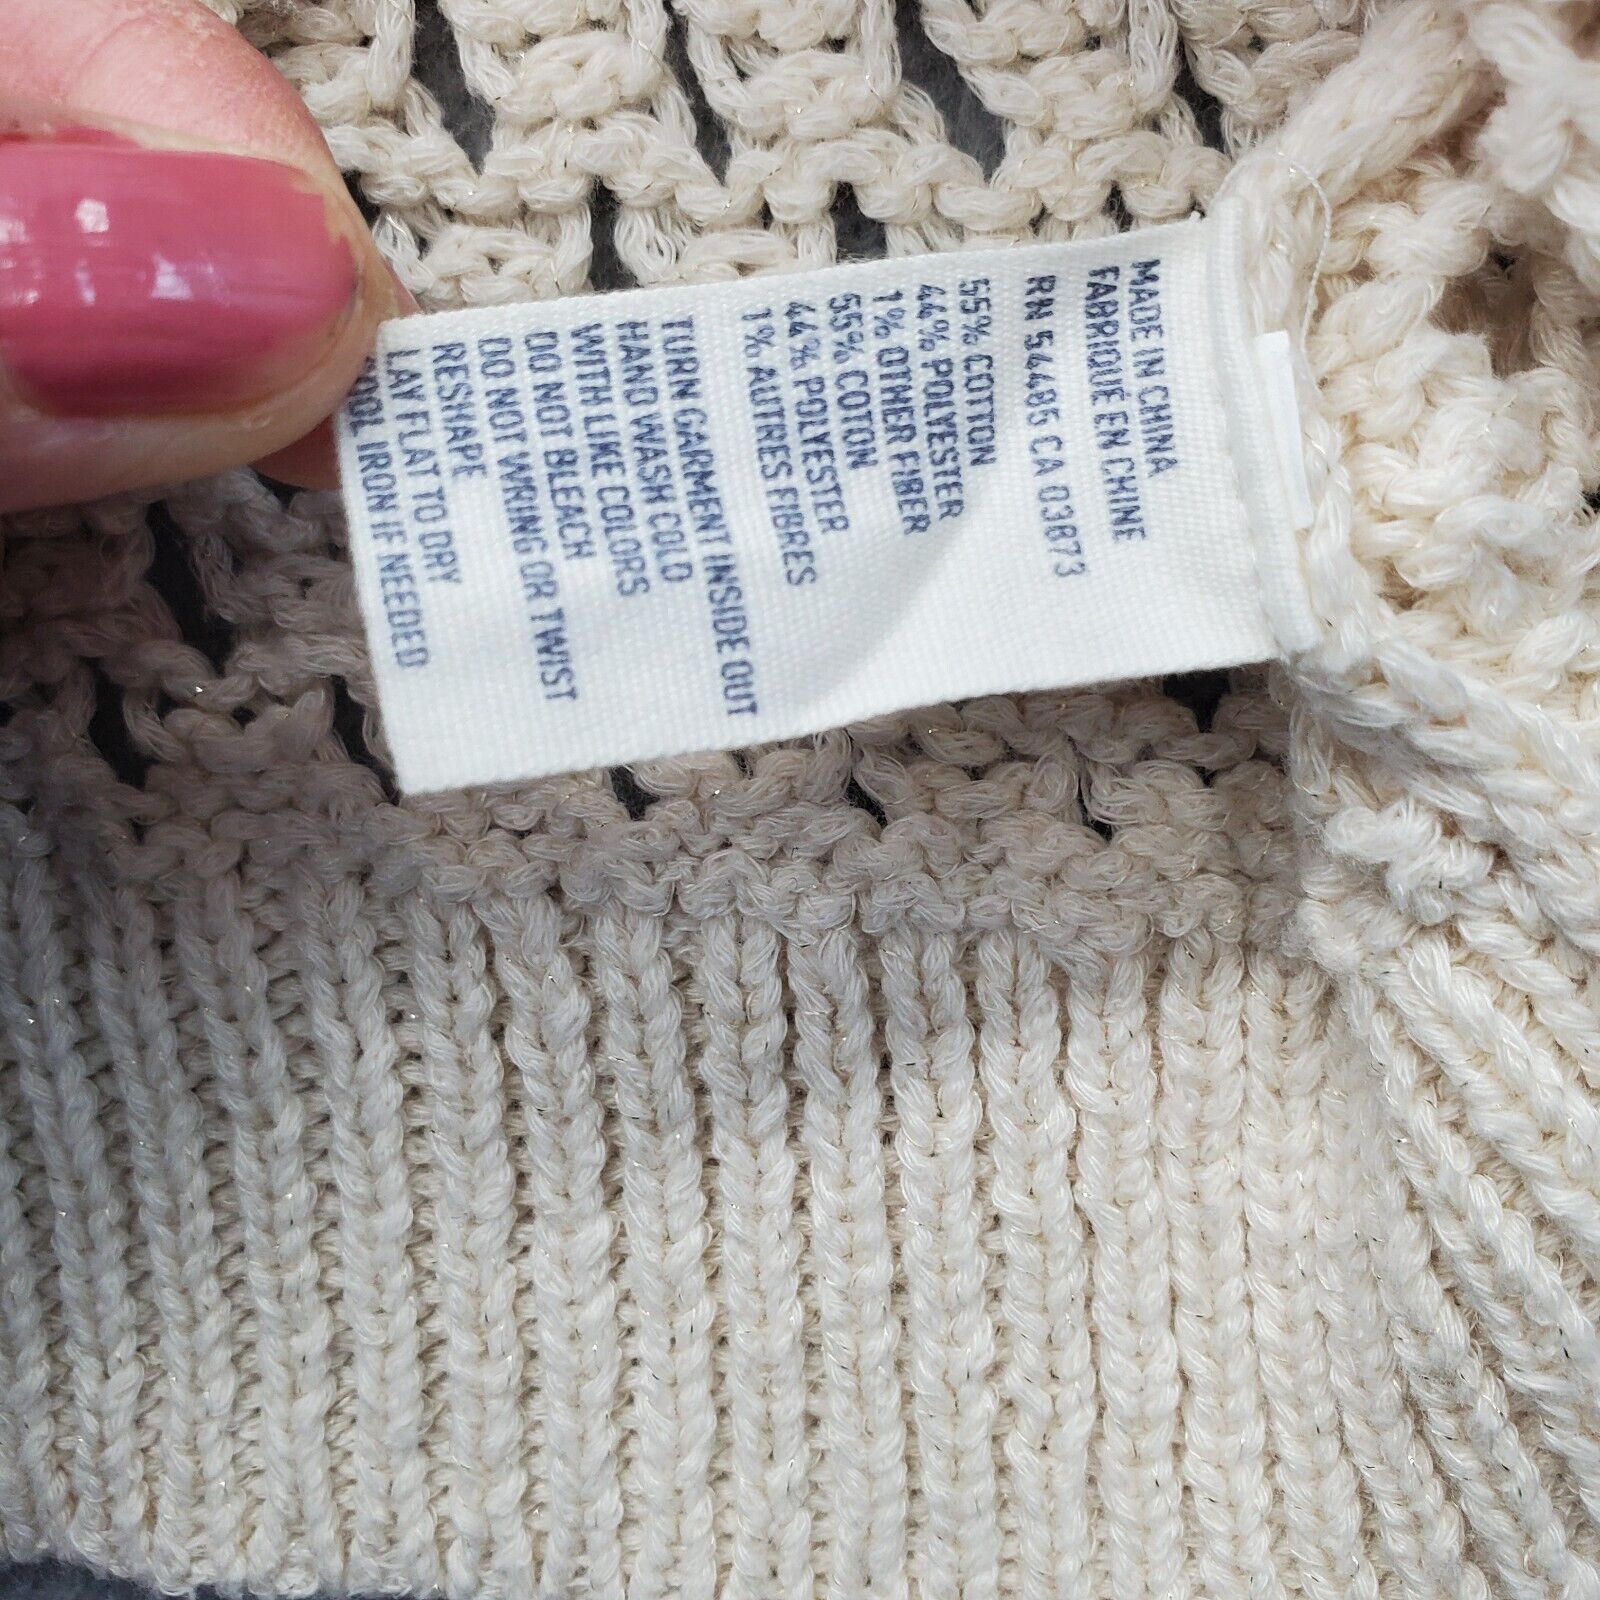 MADE IN CHINA
FABRIQUÉ EN CHINE
RN 54485 CA 03873
55% COTTON
44% POLYESTER
1% OTHER FIBER
55% COTON
44% POLYESTER
1% AUTRES FIBRES
TURN GARMENT INSIDE OUT
HAND WASH COLD
WITH LIKE COLORS
DO NOT BLEACH
DO NOT WRING OR TWIST
RESHAPE
LAY FLAT TO DRY
COOL IRON IF NEEDED